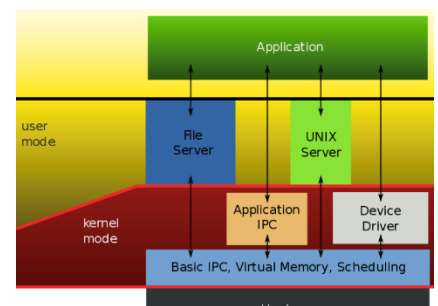 Application
user
mode
File
Server
UNIX
Server
kernel
mode
Application
IPC
Device
Driver
Basic IPC, Virtual Memory, Scheduling